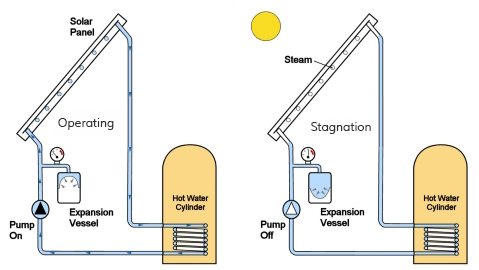 Solar
Panel
Operating
Pump
On
Expansion
Vessel
Hot Water
Cylinder
Steam
Stagnation
Pump
Off
Expansion
Vessel
Hot Water
Cylinder